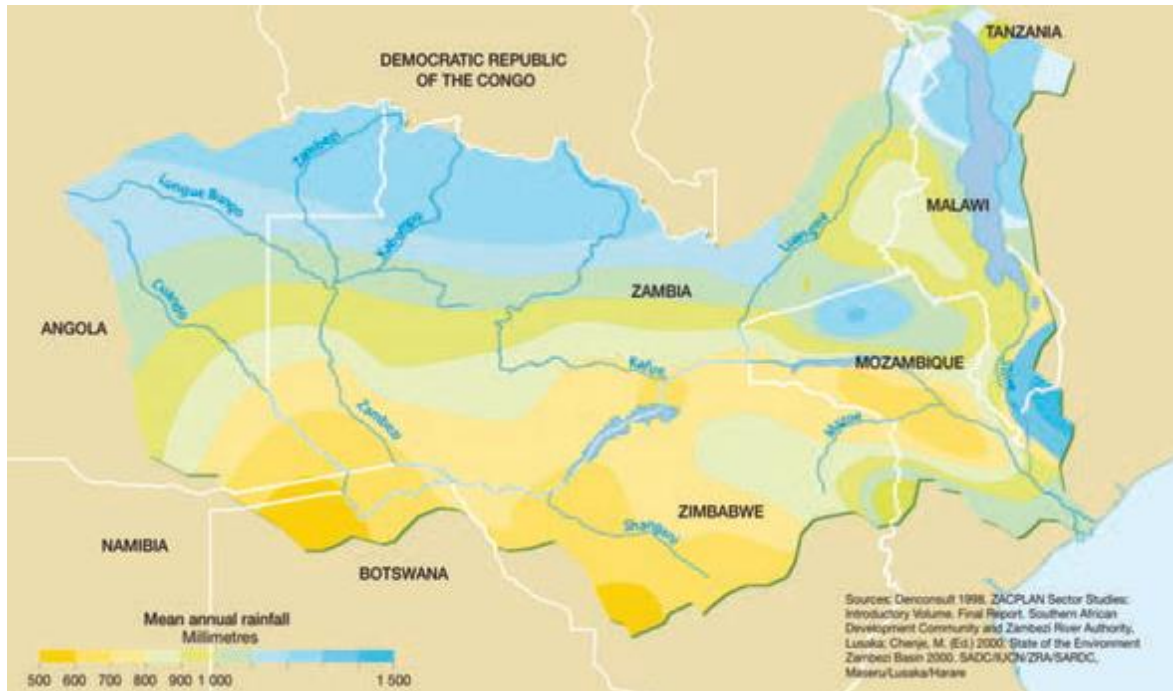 TANZANIA
DEMOCRATIC REPUBLIC
OF THE CONGO
Zambezi
Lungue Bungo
Kabompo
Luangwa
MALAWI
Cuando
ZAMBIA
ANGOLA
Kafue
MOZAMBIQUE
Zambezi
Mazoe
ZIMBABWE
Shangani
NAMIBIA
BOTSWANA
Mean annual rainfall
Millimetres
500 600 700 800 900 1 000 1 500
Sources: Denconsult 1998. ZACPLAN Sector Studies:
Introductory Volume. Final Report. Southern African
Development Community and Zambezi River Authority,
Lusaka; Chenje, M. (Ed.) 2000. State of the Environment
Zambezi Basin 2000. SADC/IUCN/ZRA/SARDC,
Maseru/Lusaka/Harare